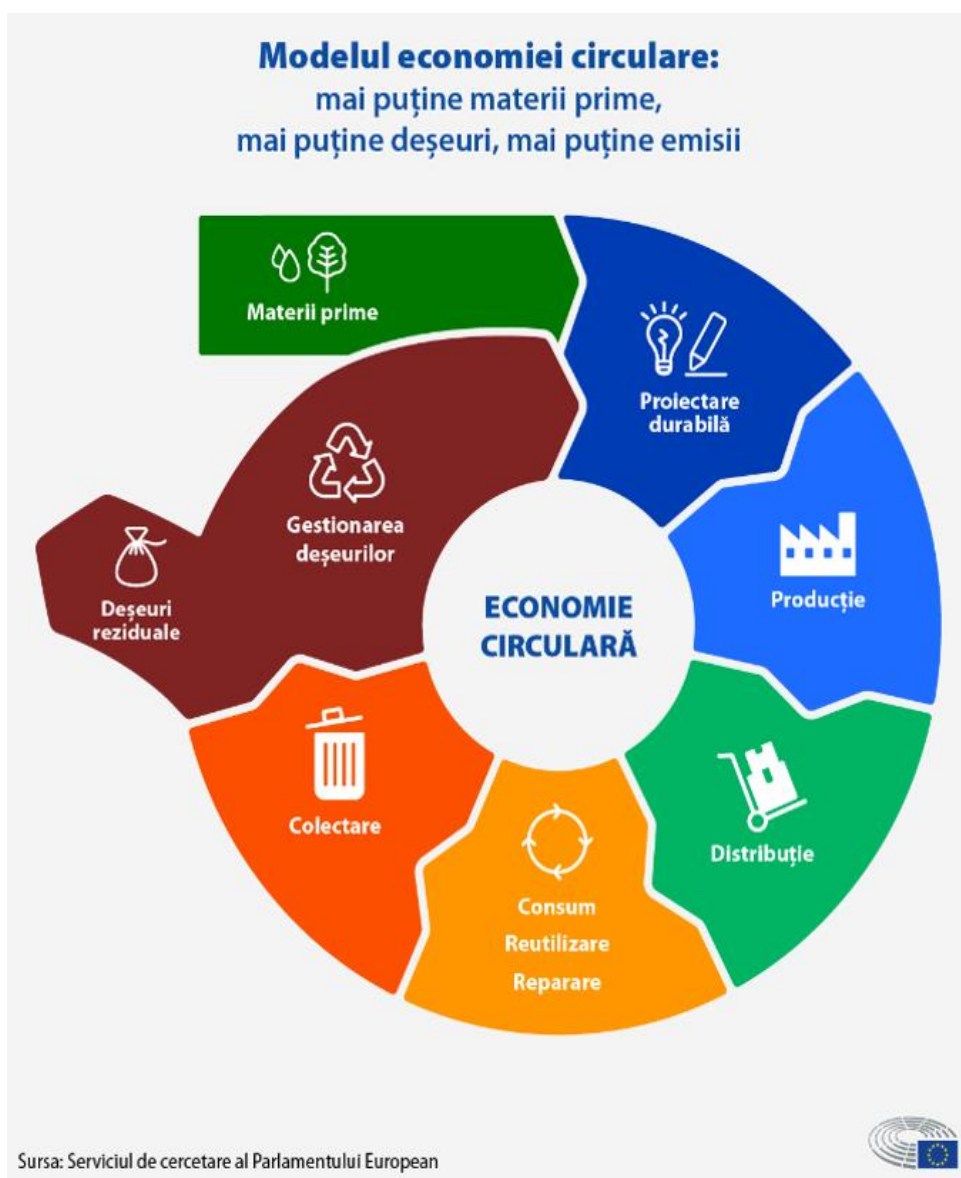 Modelul economiei circulare:
mai puține materii prime,
mai puține deșeuri, mai puține emisii
Materii prime
Proiectare
durabilă
Producție
Distribuție
Consum
Reutilizare
Reparare
Colectare
Gestionarea
deșeurilor
Deșeuri
reziduale
ECONOMIE
CIRCULARĂ
Sursa: Serviciul de cercetare al Parlamentului European